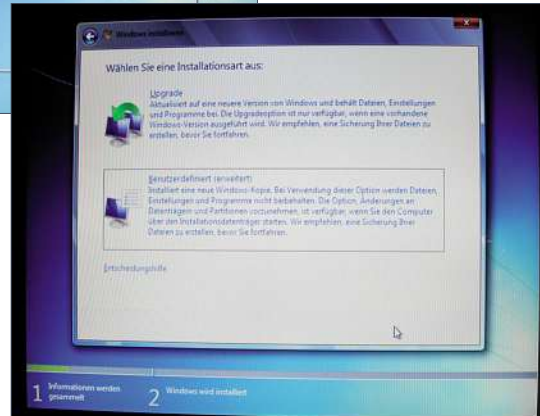 Windows installieren
Wählen Sie eine Installationsart aus:
Upgrade
Aktualisiert auf eine neuere Version von Windows und behält Dateien, Einstellungen
und Programme bei. Die Upgradeoption ist nur verfügbar, wenn eine vorhandene
Windows-Version ausgeführt wird. Wir empfehlen, eine Sicherung Ihrer Dateien zu
erstellen, bevor Sie fortfahren.
Benutzerdefiniert (erweitert)
Installiert eine neue Windows-Kopie. Bei Verwendung dieser Option werden Dateien,
Einstellungen und Programme nicht beibehalten. Die Option, Änderungen an
Datenträgern und Partitionen vorzunehmen, ist verfügbar, wenn Sie den Computer
über den Installationsdatenträger starten. Wir empfehlen, eine Sicherung Ihrer
Dateien zu erstellen, bevor Sie fortfahren.
Entscheidungshilfe
1 Informationen werden
gesammelt
2 Windows wird installiert